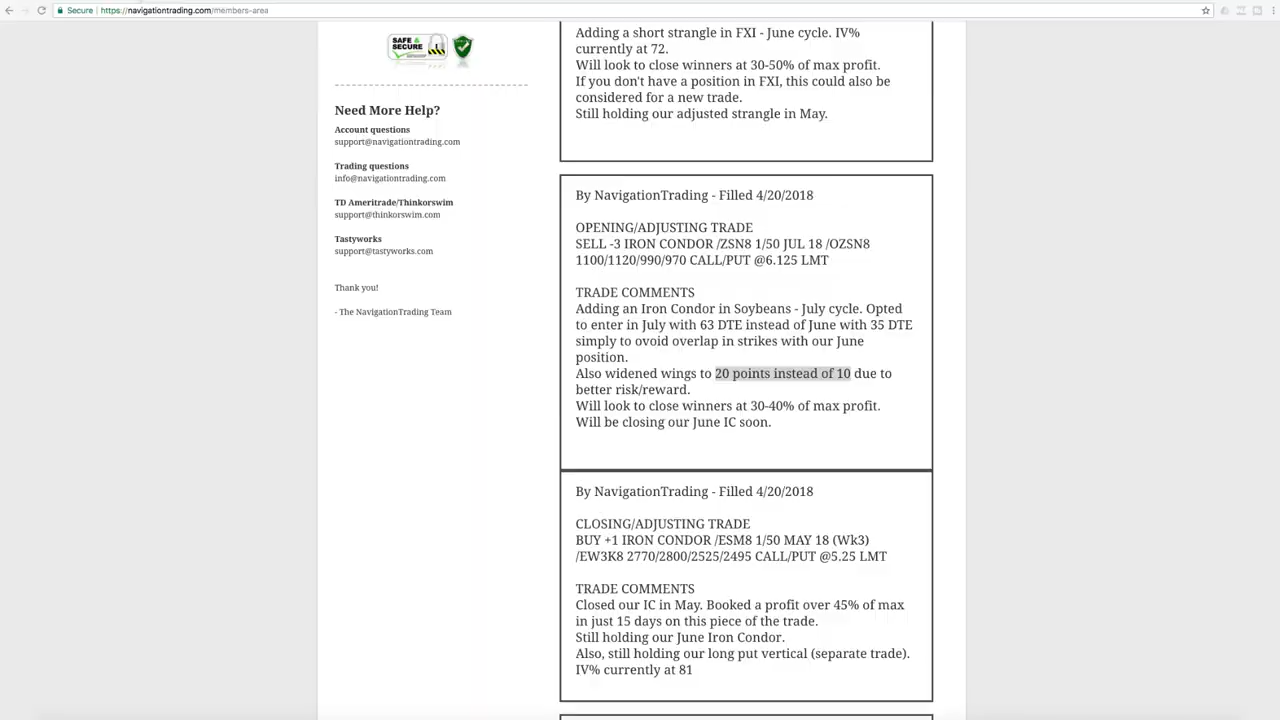 Secure
https://navigationtrading.com/members-area
SAFE &
SECURE
Need More Help?
Account questions
support@navigationtrading.com
Trading questions
info@navigationtrading.com
TD Ameritrade/Thinkorswim
support@thinkorswim.com
Tastyworks
support@tastyworks.com
Thank you!
- The NavigationTrading Team
Adding a short strangle in FXI - June cycle. IV%
currently at 72.
Will look to close winners at 30-50% of max profit.
If you don't have a position in FXI, this could also be
considered for a new trade.
Still holding our adjusted strangle in May.
By NavigationTrading - Filled 4/20/2018
OPENING/ADJUSTING TRADE
SELL -3 IRON CONDOR /ZSN8 1/50 JUL 18 /OZSN8
1100/1120/990/970 CALL/PUT @6.125 LMT
TRADE COMMENTS
Adding an Iron Condor in Soybeans - July cycle. Opted
to enter in July with 63 DTE instead of June with 35 DTE
simply to ovoid overlap in strikes with our June
position.
Also widened wings to 20 points instead of 10 due to
better risk/reward.
Will look to close winners at 30-40% of max profit.
Will be closing our June IC soon.
By NavigationTrading - Filled 4/20/2018
CLOSING/ADJUSTING TRADE
BUY +1 IRON CONDOR /ESM8 1/50 MAY 18 (Wk3)
/EW3K8 2770/2800/2525/2495 CALL/PUT @5.25 LMT
TRADE COMMENTS
Closed our IC in May. Booked a profit over 45% of max
in just 15 days on this piece of the trade.
Still holding our June Iron Condor.
Also, still holding our long put vertical (separate trade).
IV% currently at 81